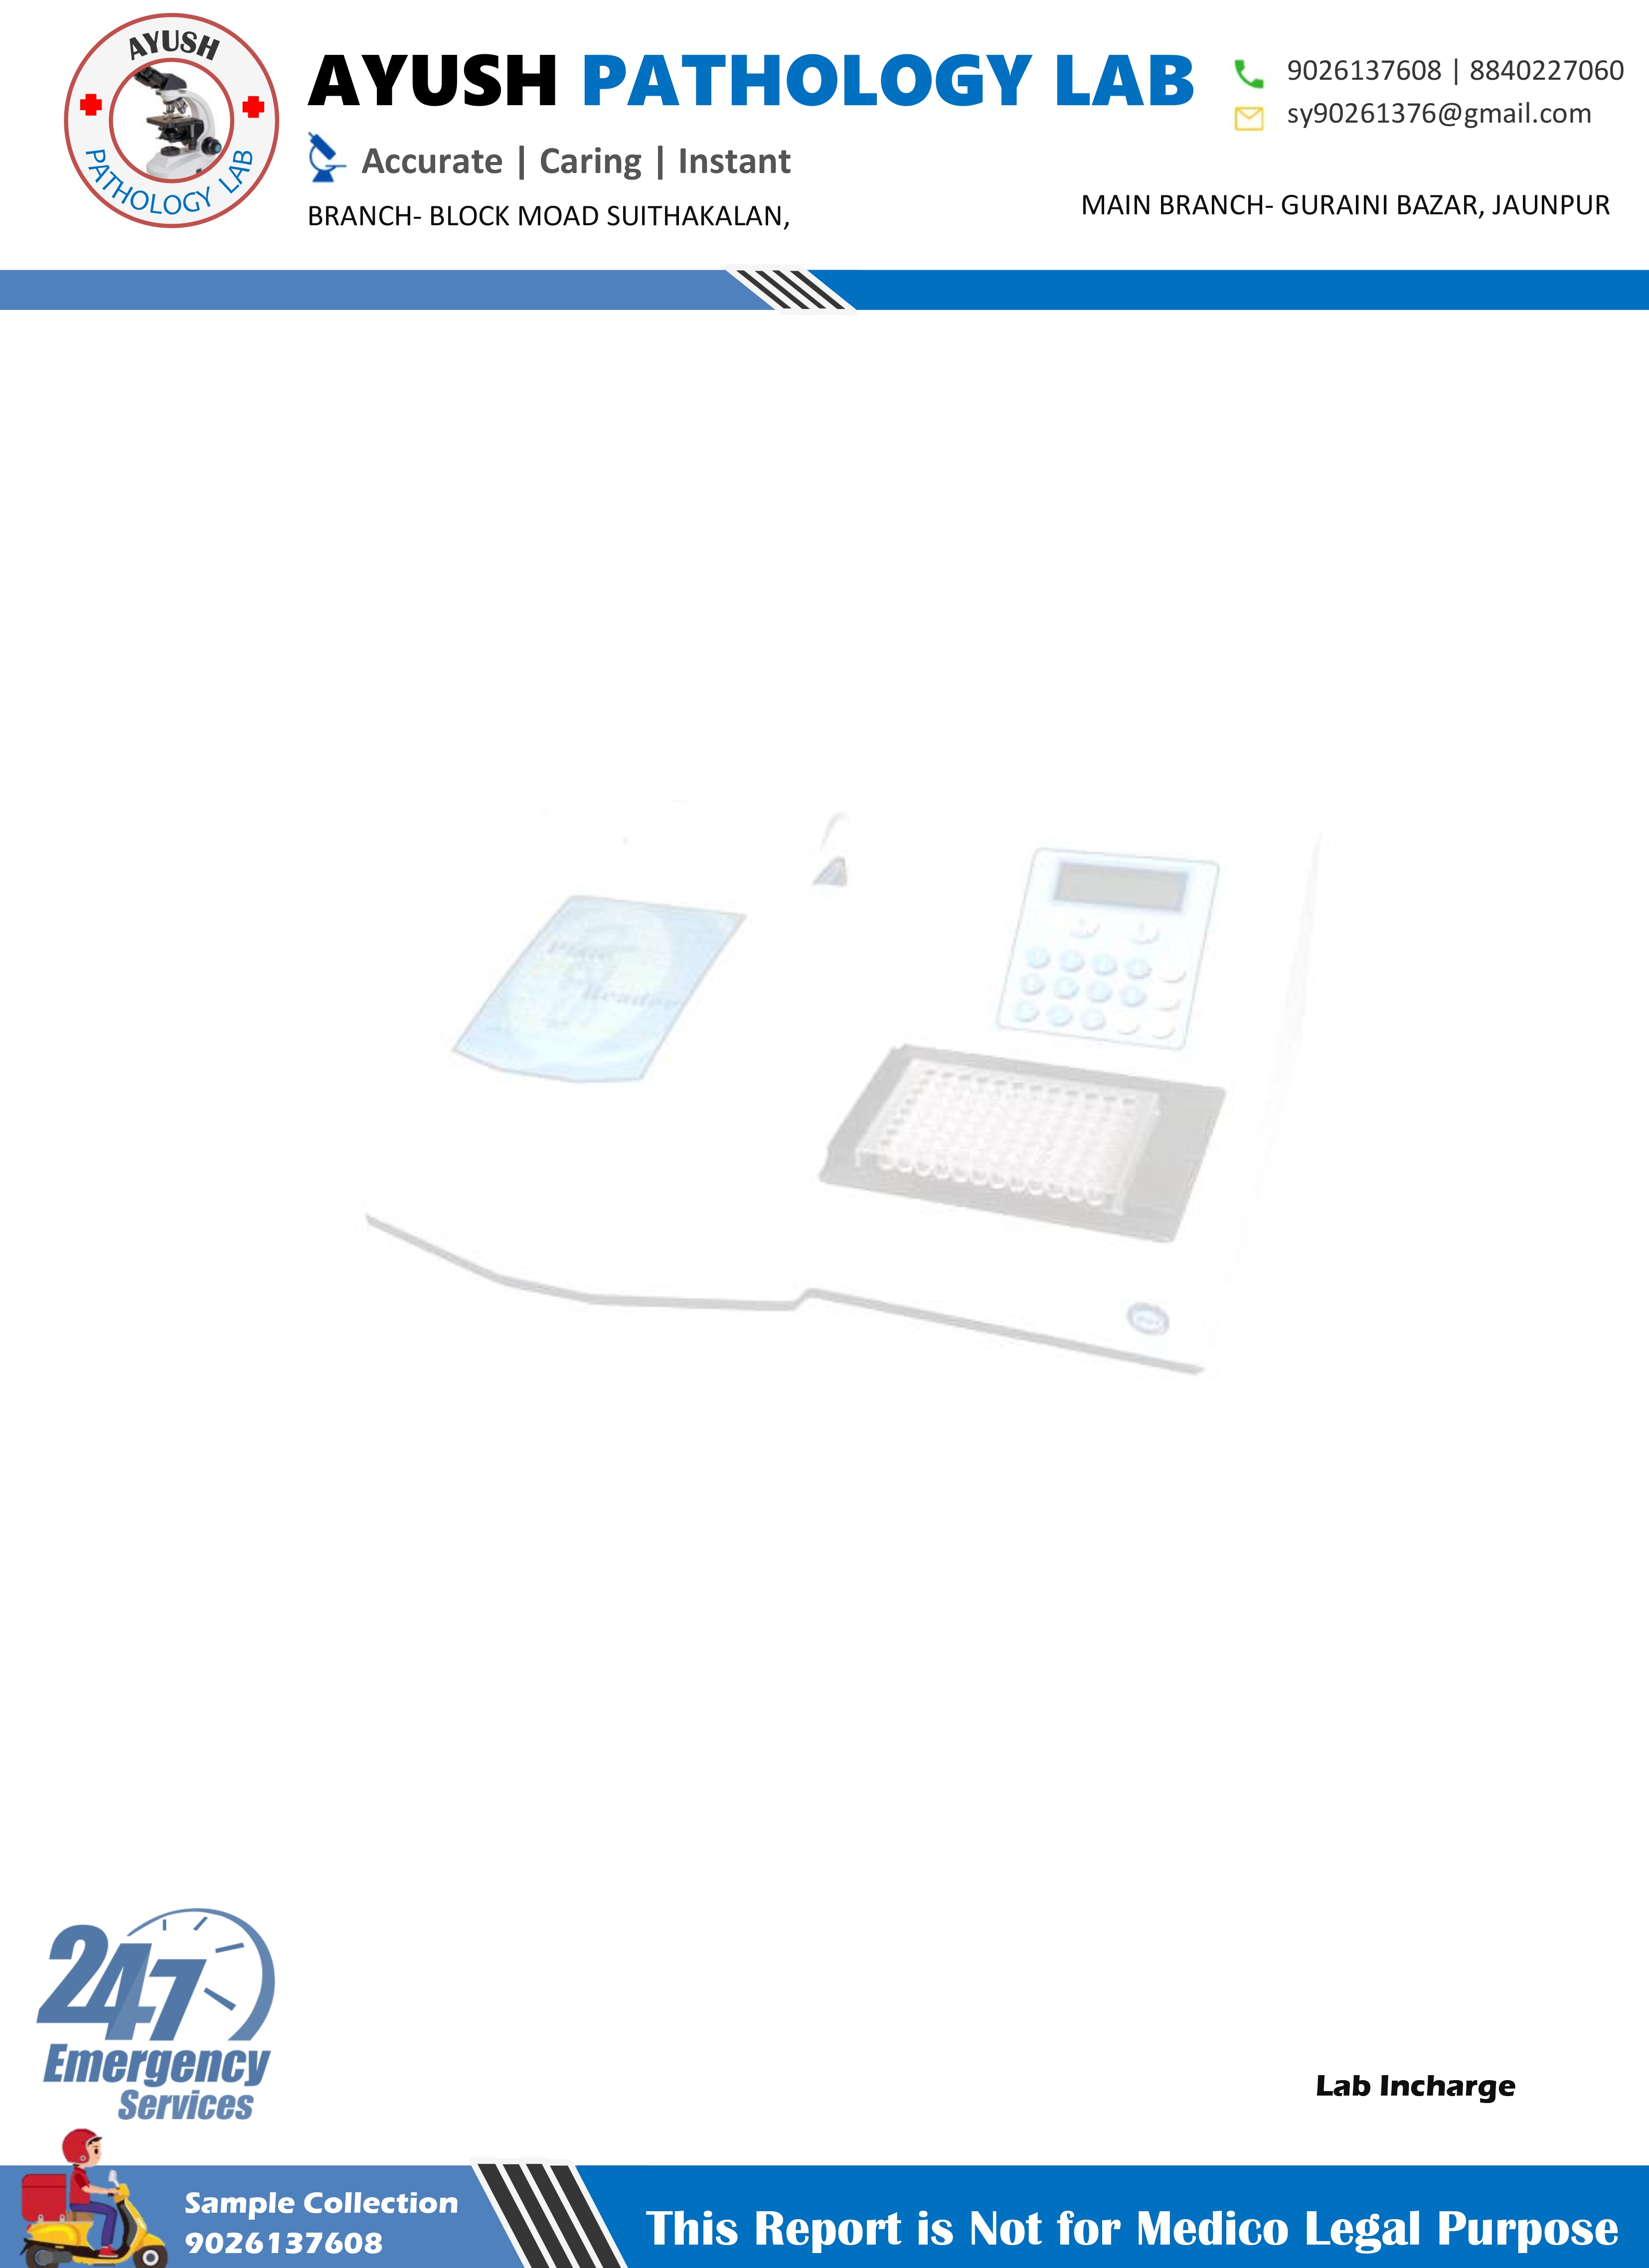 AYUSH
PATHOLOGY LAB
AYUSH PATHOLOGY LAB
Accurate | Caring | Instant
BRANCH- BLOCK MOAD SUITHAKALAN,
9026137608 | 8840227060
sy90261376@gmail.com
MAIN BRANCH- GURAINI BAZAR, JAUNPUR
Plate
Reader
247
Emergency
Services
Lab Incharge
Sample Collection
9026137608
This Report is Not for Medico Legal Purpose